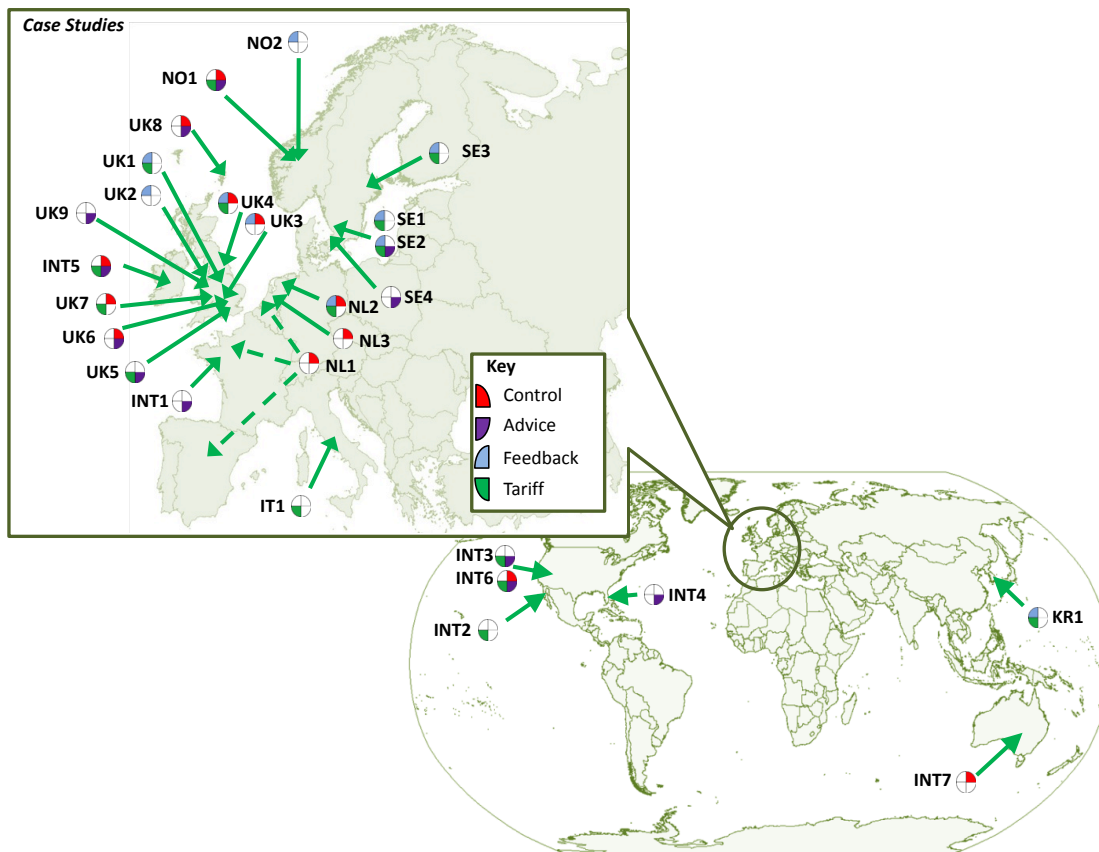 Case Studies
NO2
NO1
UK8
UK1
SE3
UK2
UK4
UK9
UK3
SE1
SE2
INT5
SE4
UK7
NL2
UK6
NL3
UK5
NL1
INT1
Key
Control
Advice
Feedback
Tariff
IT1
INT3
INT6
INT4
INT2
KR1
INT7